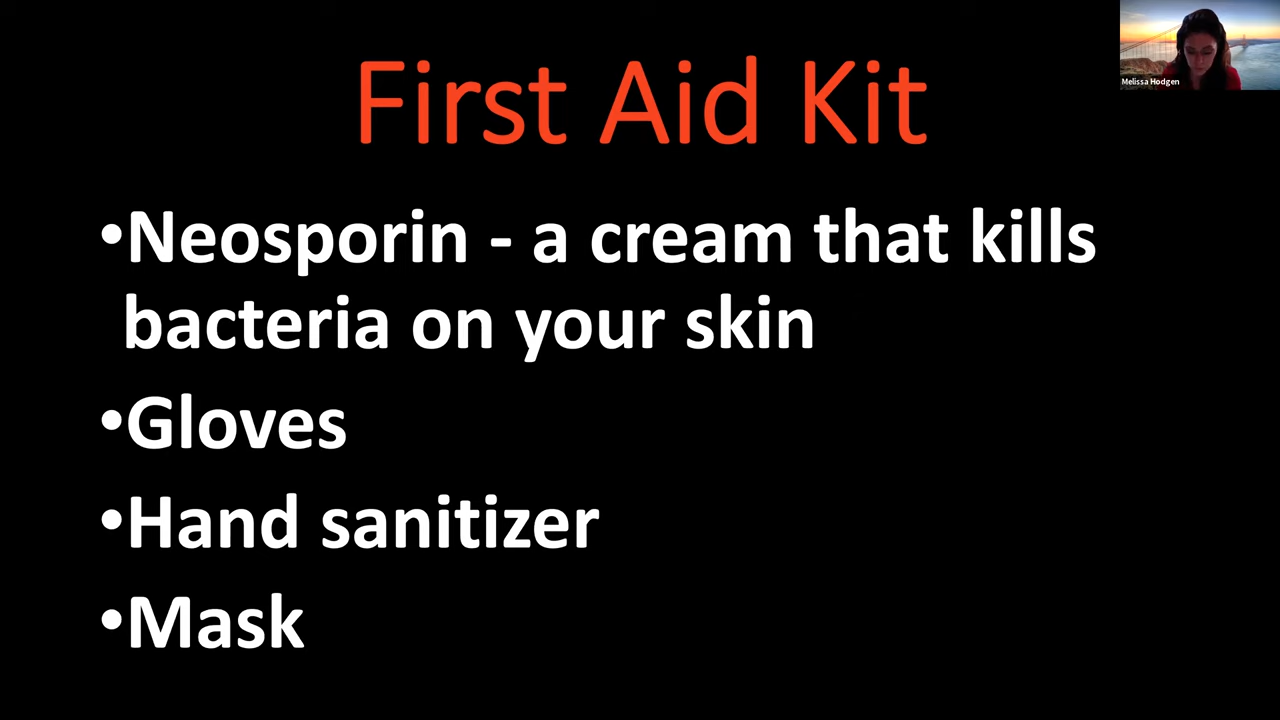 First Aid Kit
Melissa Hodgen
•Neosporin - a cream that kills
bacteria on your skin
•Gloves
•Hand sanitizer
•Mask